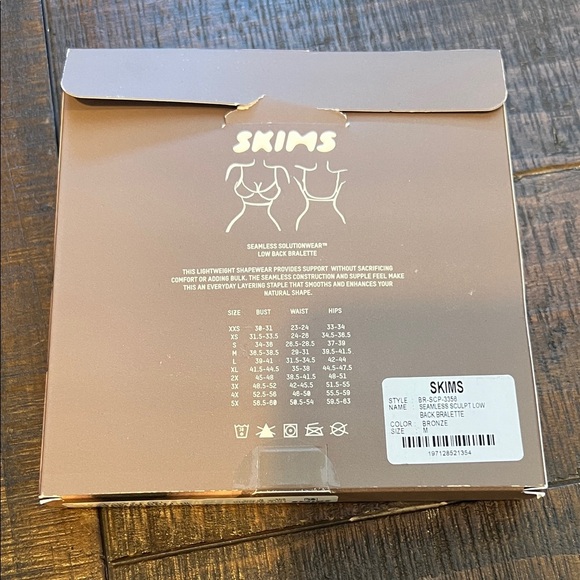 SKIMS
SEAMLESS SOLUTIONWEAR™
LOW BACK BRALETTE
THIS LIGHTWEIGHT SHAPEWEAR PROVIDES SUPPORT WITHOUT SACRIFICING
COMFORT OR ADDING BULK. THE SEAMLESS CONSTRUCTION AND SUPPLE FEEL MAKE
THIS AN EVERYDAY LAYERING STAPLE THAT SMOOTHS AND ENHANCES YOUR
NATURAL SHAPE.
SIZE BUST WAIST HIPS
XXS 30-31 23-24 33-34
XS 31.5-33.5 24-26 34.5-36.5
S 34-36 26.5-28.5 37-39
M 36.5-38.5 29-31 39.5-41.5
L 39-41 31.5-34.5 42-44
XL 41.5-44.5 35-38 44.5-47.5
2X 45-48 38.5-41.5 48-51
3X 48.5-52 42-45.5 51.5-55
4X 52.5-56 46-50 55.5-59
5X 56.5-60 50.5-54 59.5-63
SKIMS
STYLE : BR-SCP-3356
NAME : SEAMLESS SCULPT LOW
BACK BRALETTE
COLOR : BRONZE
SIZE : M
197128521354